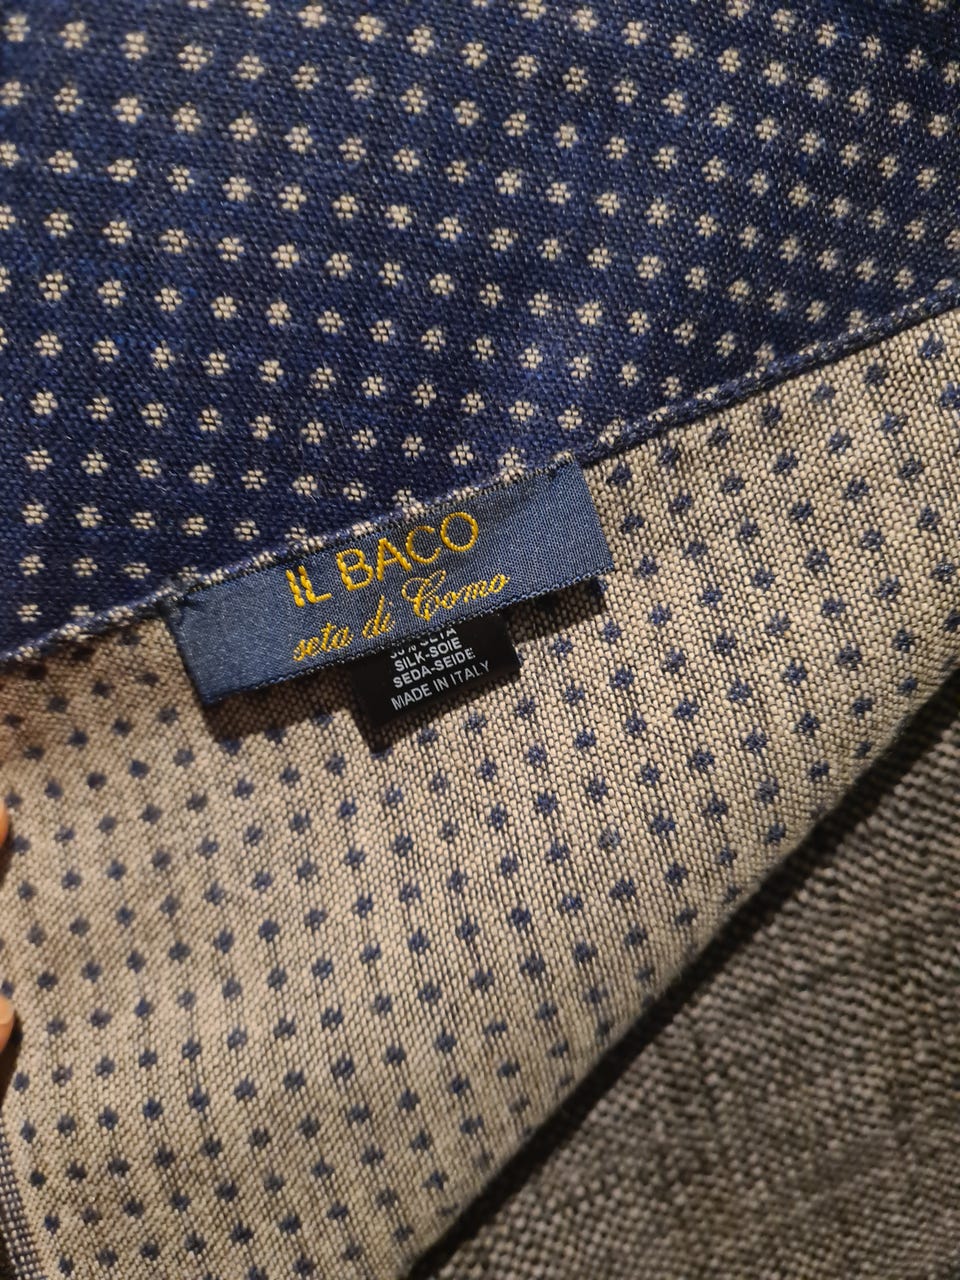 IL BACO
seta di Como
SILK-SOIE
SEDA-SEIDE
MADE IN ITALY